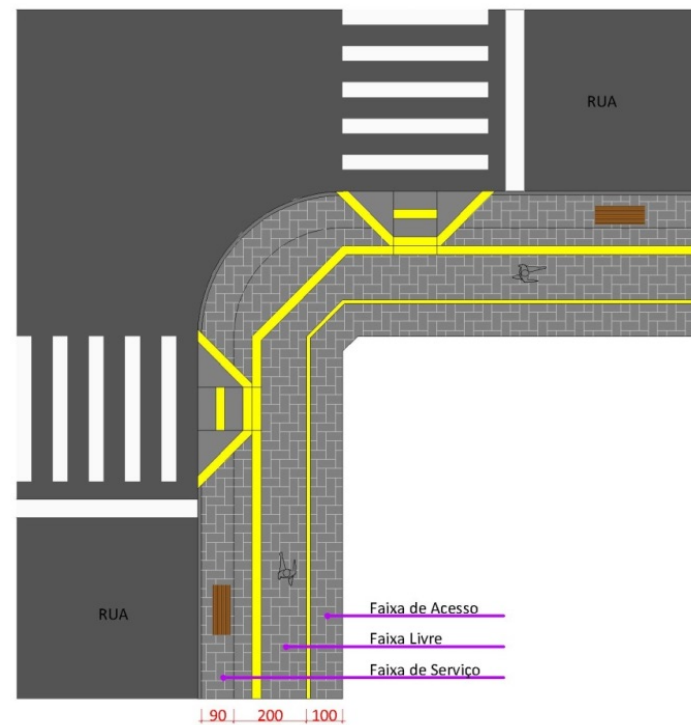 RUA
RUA
Faixa de Acesso
Faixa Livre
Faixa de Serviço
90 200 100